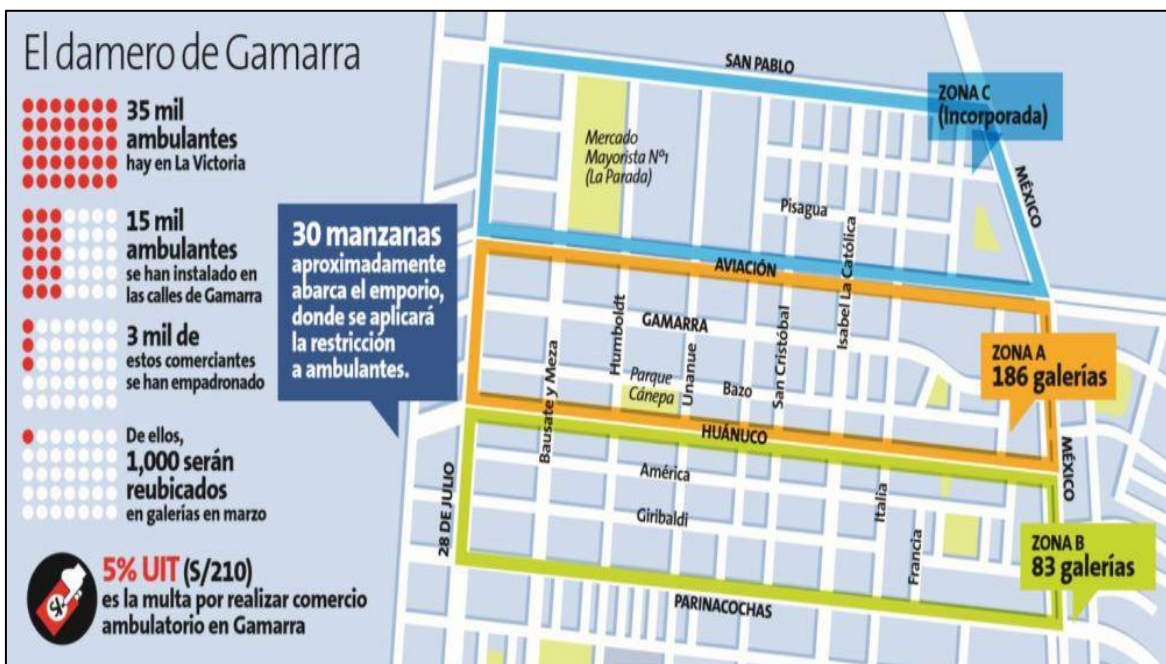 El damero de Gamarra
35 mil
ambulantes
hay en La Victoria
15 mil
ambulantes
se han instalado en
las calles de Gamarra
3 mil de
estos comerciantes
se han empadronado
De ellos,
1,000 serán
reubicados
en galerías en marzo
5% UIT (S/210)
es la multa por realizar comercio
ambulatorio en Gamarra
30 manzanas
aproximadamente
abarca el emporio,
donde se aplicará
la restricción
a ambulantes.
SAN PABLO
ZONA C
(Incorporada)
MÉXICO
Mercado
Mayorista Nº1
(La Parada)
Pisagua
Isabel La Católica
AVIACIÓN
GAMARRA
Humboldt
Unanue
San Cristóbal
Bausate y Meza
Parque
Cánepa
Bazo
ZONA A
186 galerías
HUÁNUCO
MÉXICO
28 DE JULIO
América
Giribaldi
Italia
Francia
ZONA B
83 galerías
PARINACOCHAS